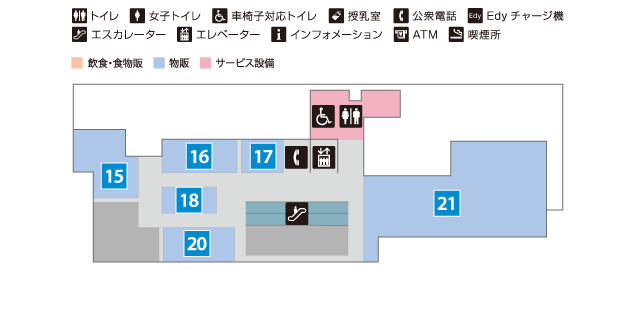 トイレ 女子トイレ 車椅子対応トイレ 授乳室 公衆電話 Edy Edyチャージ機
エスカレーター エレベーター インフォメーション ATM 喫煙所
飲食・食物販 物販 サービス設備
16 17
15
18
21
20